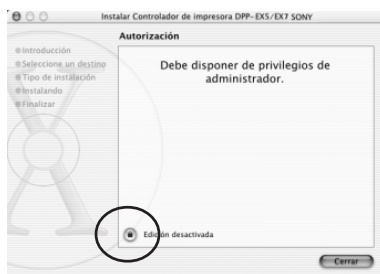 Instalar Controlador de impresora DPP-EX5/EX7 SONY
Autorización
Introducción
Seleccione un destino
Tipo de instalación
Instalando
Finalizar
Debe disponer de privilegios de
administrador.
Edición desactivada
Cerrar